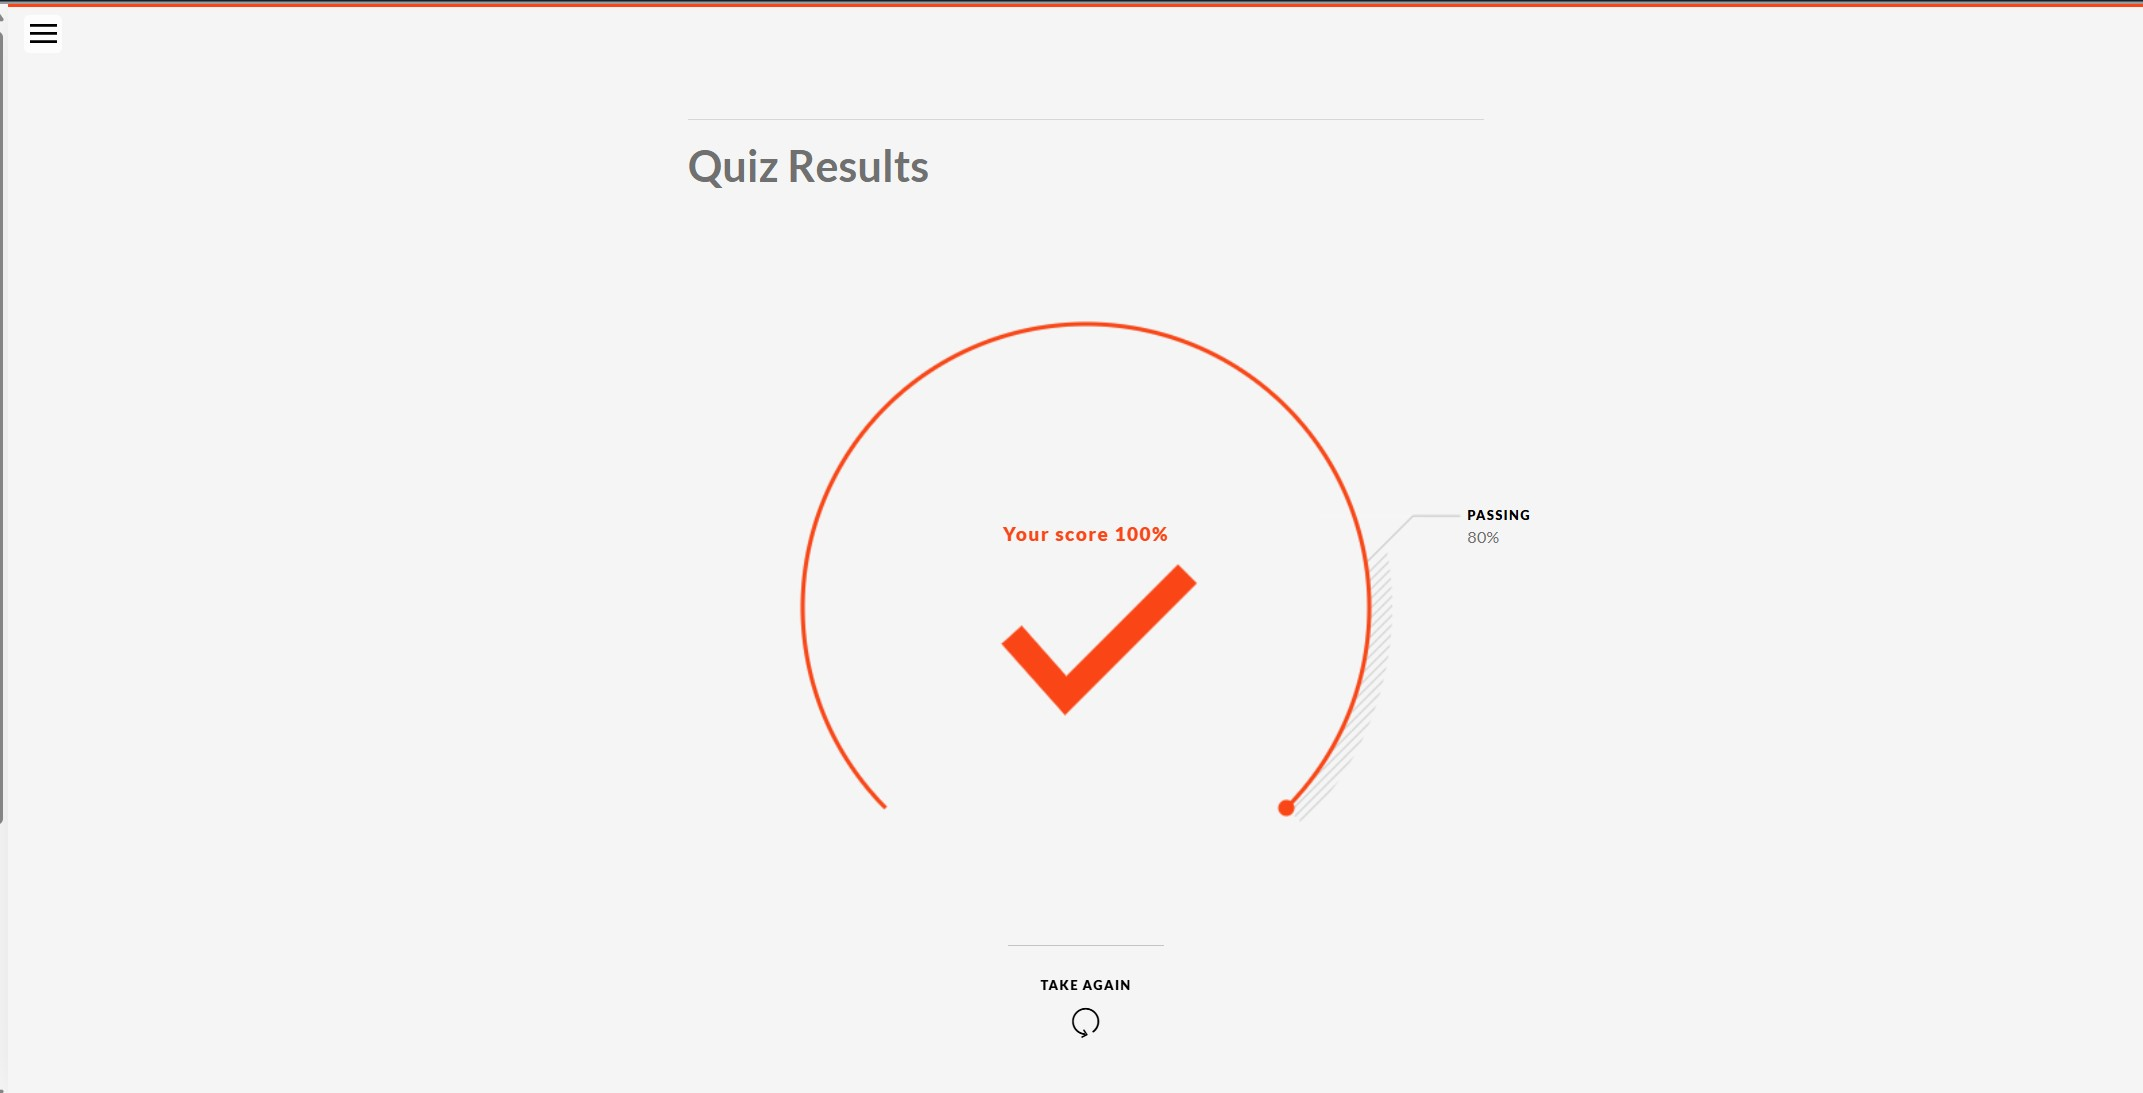 Quiz Results
Your score 100%
PASSING
80%
TAKE AGAIN